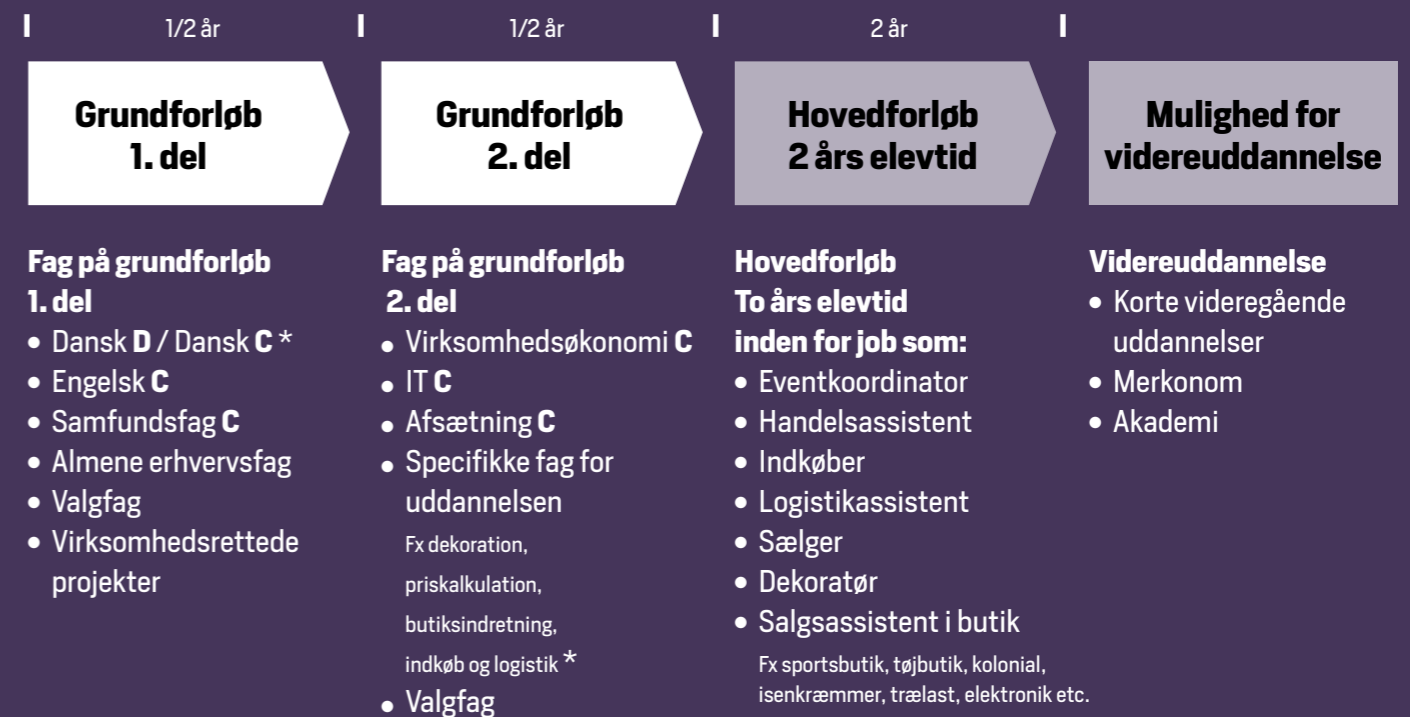 1/2 år
1/2 år
2 år
Grundforløb
1. del
Grundforløb
2. del
Hovedforløb
2 års elevtid
Mulighed for
videreuddannelse
Fag på grundforløb
1. del
• Dansk D / Dansk C *
• Engelsk C
• Samfundsfag C
• Almene erhvervsfag
• Valgfag
• Virksomhedsrettede
projekter
Fag på grundforløb
2. del
• Virksomhedsøkonomi C
• IT C
• Afsætning C
• Specifikke fag for
uddannelsen
Fx dekoration,
priskalkulation,
butiksindretning,
indkøb og logistik *
• Valgfag
Hovedforløb
To års elevtid
inden for job som:
• Eventkoordinator
• Handelsassistent
• Indkøber
• Logistikassistent
• Sælger
• Dekoratør
• Salgsassistent i butik
Fx sportsbutik, tøjbutik, kolonial,
isenkræmmer, trælast, elektronik etc.
Videreuddannelse
• Korte videregående
uddannelser
• Merkonom
• Akademi